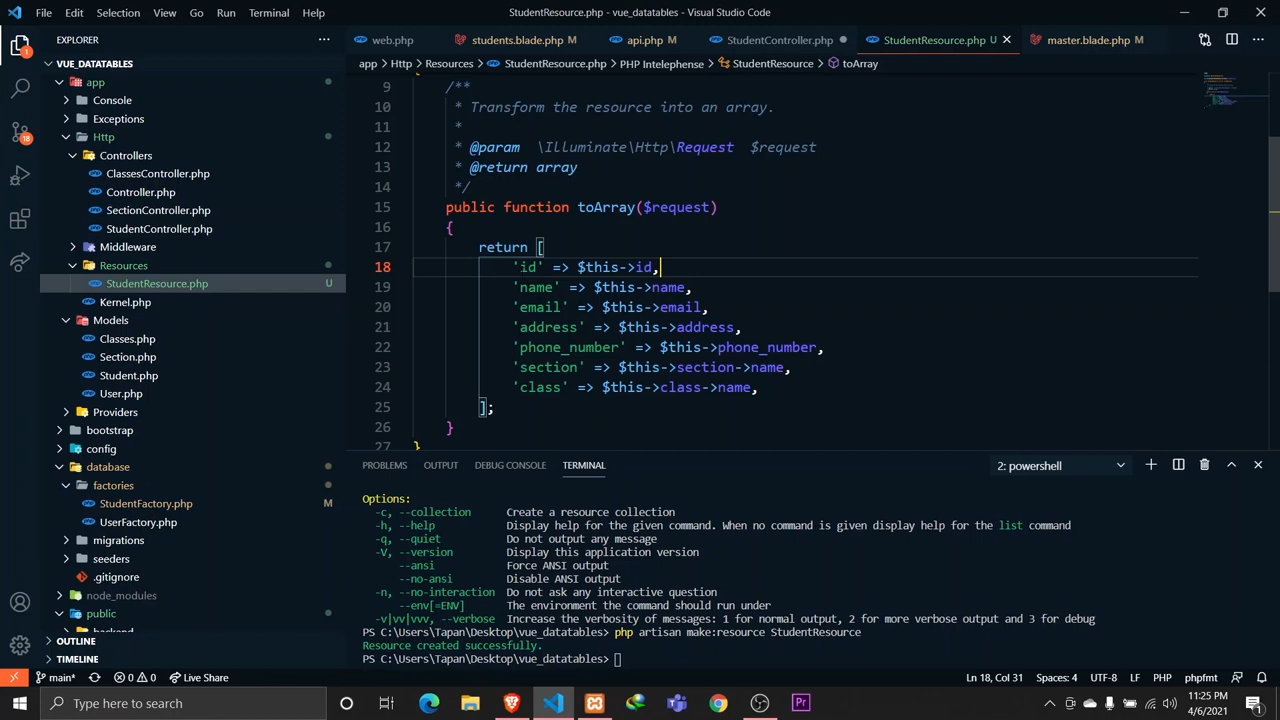 File Edit Selection View Go Run Terminal Help StudentResource.php - vue_datatables - Visual Studio Code
EXPLORER
web.php students.blade.php M api.php M StudentController.php StudentResource.php U master.blade.php M
VUE_DATATABLES
app > Http > Resources > StudentResource.php > PHP Intelephense > StudentResource > toArray
app
Console
Exceptions
Http
Controllers
ClassesController.php
Controller.php
SectionController.php
StudentController.php
Middleware
Resources
StudentResource.php U
Kernel.php
Models
Classes.php
Section.php
Student.php
User.php
Providers
bootstrap
config
database
factories
StudentFactory.php M
UserFactory.php
migrations
seeders
.gitignore
node_modules
public
backend
OUTLINE
TIMELINE
1
18
9 /**
10 * Transform the resource into an array.
11 *
12 * @param \Illuminate\Http\Request $request
13 * @return array
14 */
15 public function toArray($request)
16 {
17 return [
18 'id' => $this->id,
19 'name' => $this->name,
20 'email' => $this->email,
21 'address' => $this->address,
22 'phone_number' => $this->phone_number,
23 'section' => $this->section->name,
24 'class' => $this->class->name,
25 ];
26 }
27 }
PROBLEMS OUTPUT DEBUG CONSOLE TERMINAL 2: powershell
Options:
-c, --collection Create a resource collection
-h, --help Display help for the given command. When no command is given display help for the list command
-q, --quiet Do not output any message
-V, --version Display this application version
--ansi Force ANSI output
--no-ansi Disable ANSI output
-n, --no-interaction Do not ask any interactive question
--env[=ENV] The environment the command should run under
-v|vv|vvv, --verbose Increase the verbosity of messages: 1 for normal output, 2 for more verbose output and 3 for debug
PS C:\Users\Tapan\Desktop\vue_datatables> php artisan make:resource StudentResource
Resource created successfully.
PS C:\Users\Tapan\Desktop\vue_datatables>
main* 0 0 Live Share Ln 18, Col 31 Spaces: 4 UTF-8 LF PHP phpfmt
Type here to search Pr 11:25 PM
4/6/2021 1